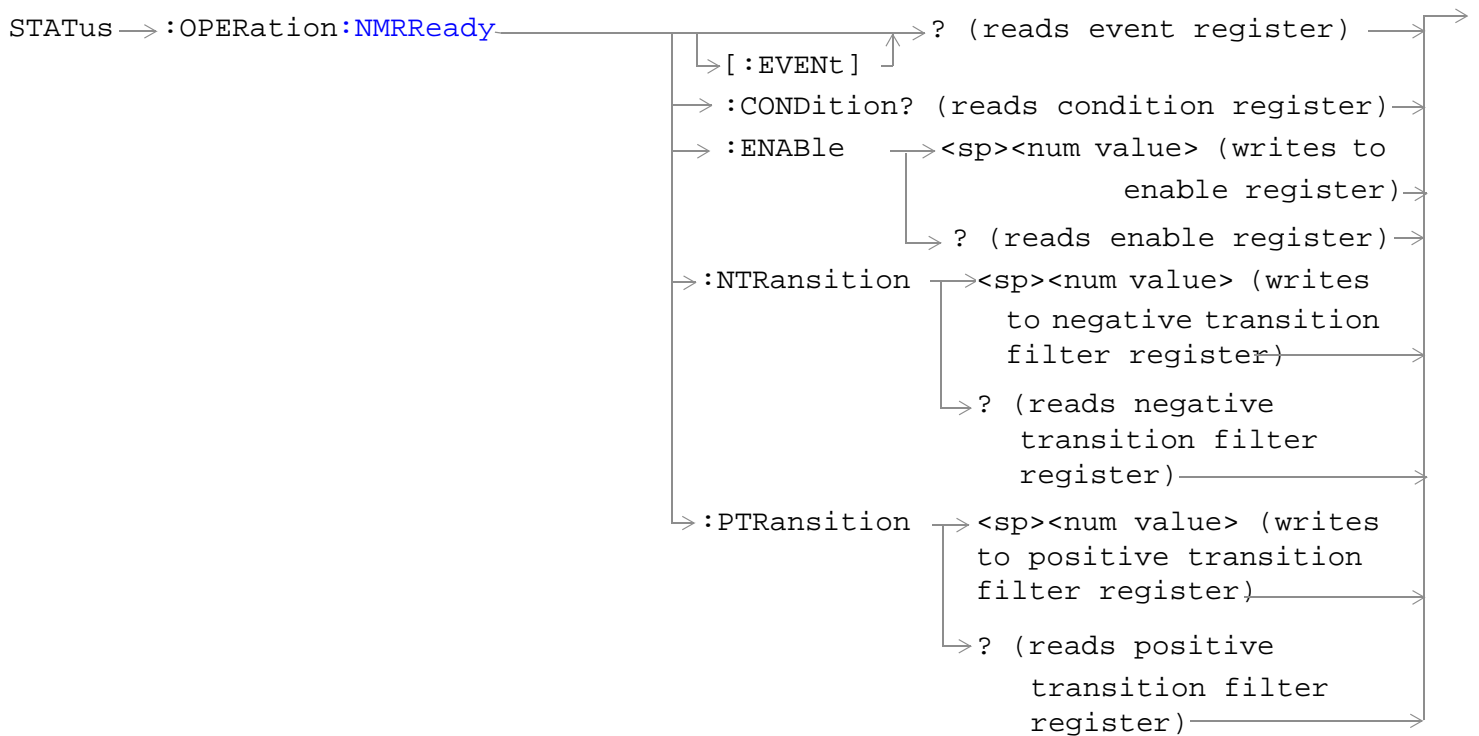 STATus :OPERation:NMRReady ? (reads event register)
[:EVENt]
:CONDition? (reads condition register)
:ENABle <sp><num value> (writes to
enable register)
? (reads enable register)
:NTRansition <sp><num value> (writes
to negative transition
filter register)
? (reads negative
transition filter
register)
:PTRansition <sp><num value> (writes
to positive transition
filter register)
? (reads positive
transition filter
register)